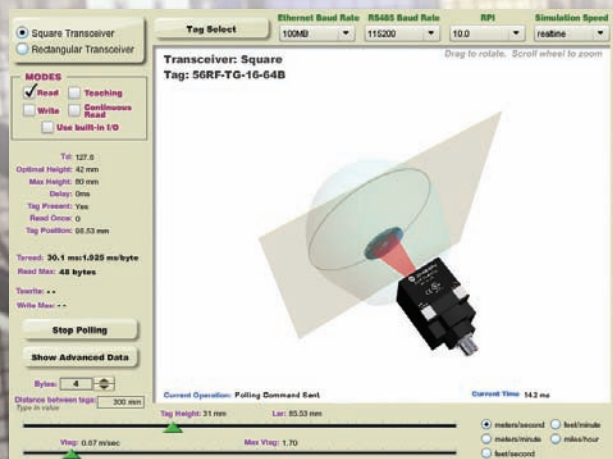 Square Transceiver
Rectangular Transceiver
Tag Select
Ethernet Baud Rate
100MB
RS485 Baud Rate
115200
RPI
10.0
Simulation Speed
realtime
MODES
Read
Teaching
Write
Continuous Read
Use built-in I/O
Transceiver: Square
Tag: 56RF-TG-16-64B
Drag to rotate. Scroll wheel to zoom
Td: 127.6
Optimal Height: 42 mm
Max Height: 80 mm
Delay: 0ms
Tag Present: Yes
Read Once: 0
Tag Position: 98.53 mm
Taread: 30.1 ms:1.925 ms/byte
Read Max: 48 bytes
Tawrite: - -
Write Max: - -
Stop Polling
Show Advanced Data
Bytes: 4
Distance between tags: 300 mm
Type in value
Current Operation: Polling Command Sent
Current Time 14.2 ms
Tag Height: 31 mm
Lar: 85.53 mm
Vtag: 0.07 m/sec
Max Vtag: 1.70
meters/second
feet/minute
meters/minute
miles/hour
feet/second